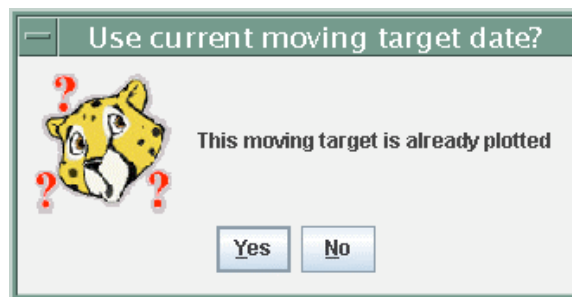 Use current moving target date?
?
This moving target is already plotted
? ?
Yes No